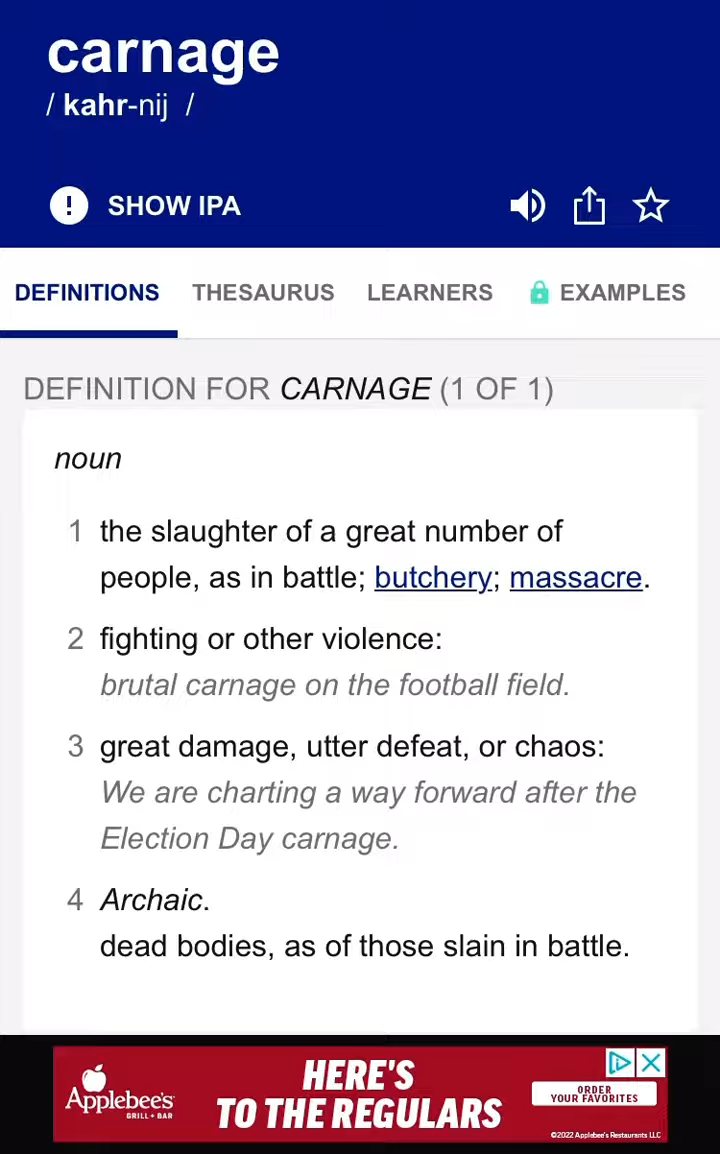 carnage
/ kahr-nij /
! SHOW IPA
DEFINITIONS THESAURUS LEARNERS EXAMPLES
DEFINITION FOR CARNAGE (1 OF 1)
noun
1 the slaughter of a great number of
people, as in battle; butchery; massacre.
2 fighting or other violence:
brutal carnage on the football field.
3 great damage, utter defeat, or chaos:
We are charting a way forward after the
Election Day carnage.
4 Archaic.
dead bodies, as of those slain in battle.
Applebee's
GRILL + BAR
HERE'S
TO THE REGULARS
ORDER
YOUR FAVORITES
©2022 Applebee's Restaurants LLC